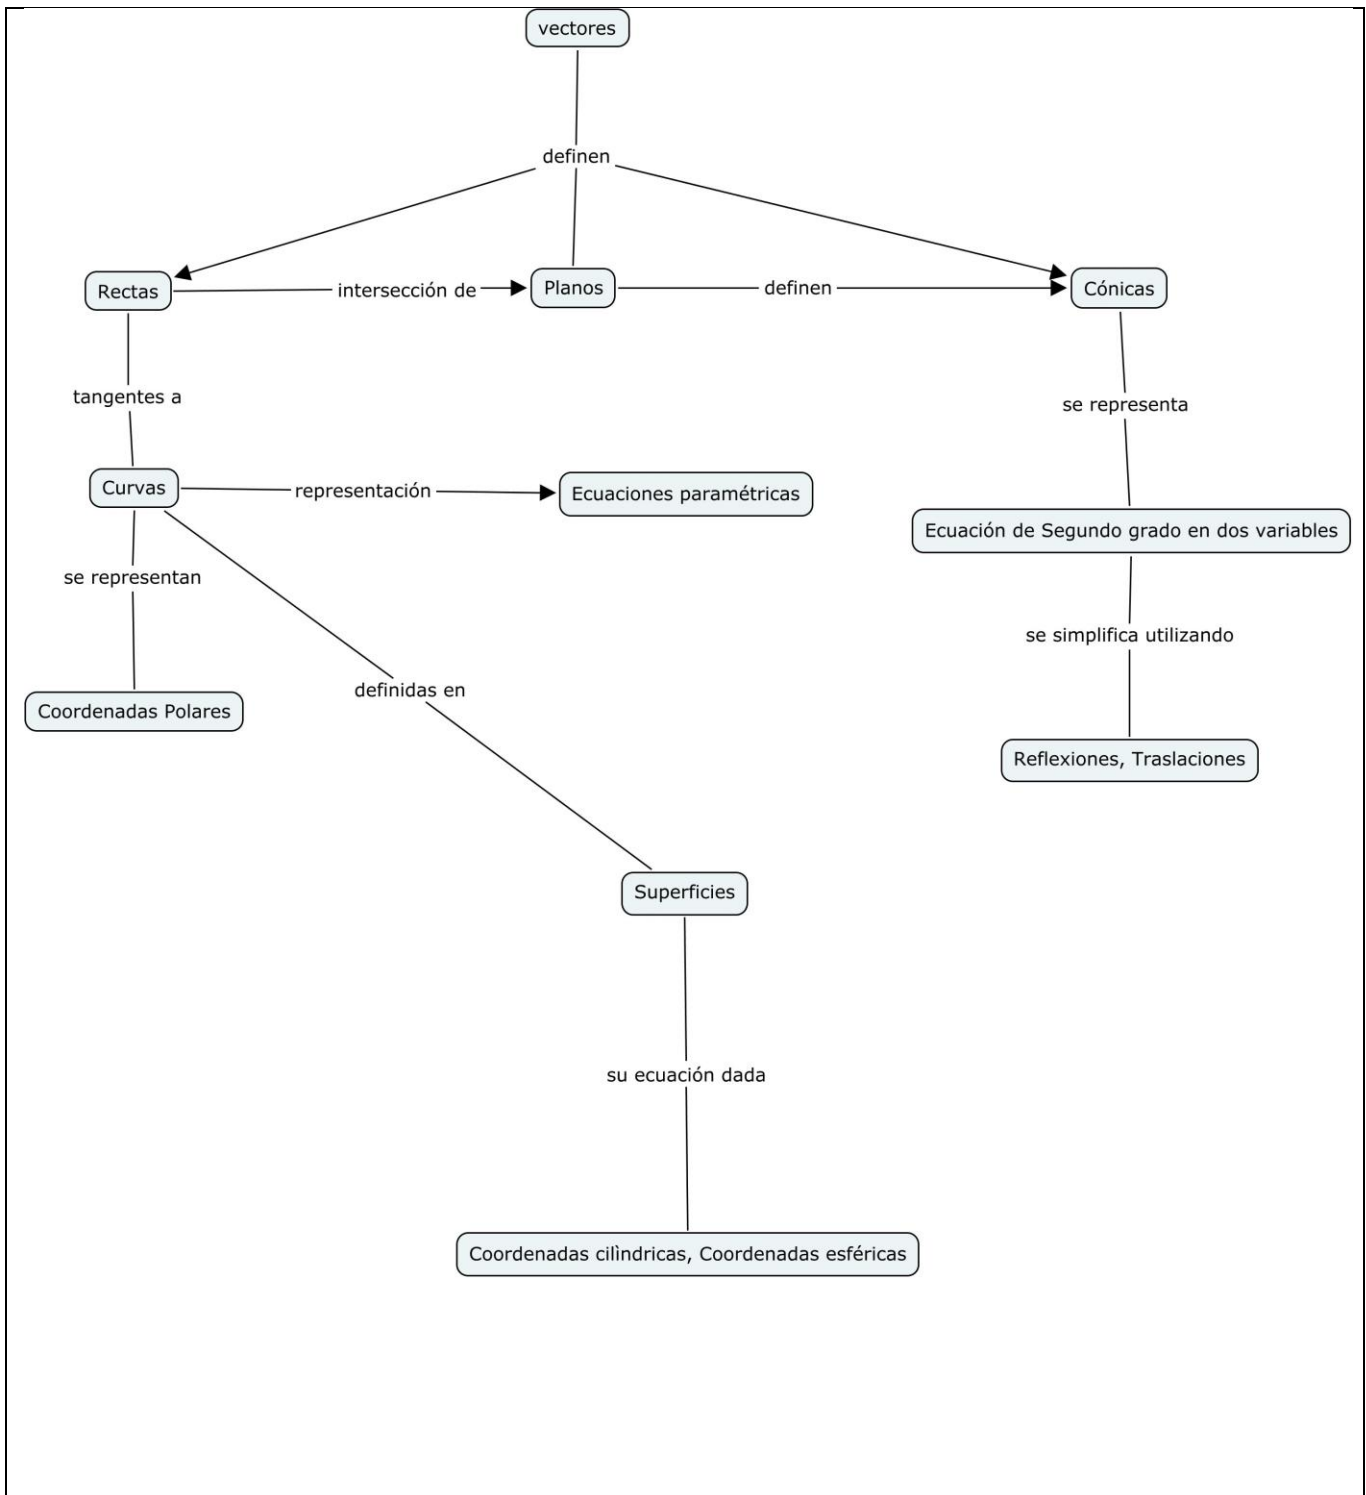 vectores
definen
Rectas
intersección de
Planos
definen
Cónicas
tangentes a
se representa
Curvas
representación
Ecuaciones paramétricas
Ecuación de Segundo grado en dos variables
se representan
se simplifica utilizando
definidas en
Coordenadas Polares
Reflexiones, Traslaciones
Superficies
su ecuación dada
Coordenadas cilìndricas, Coordenadas esféricas